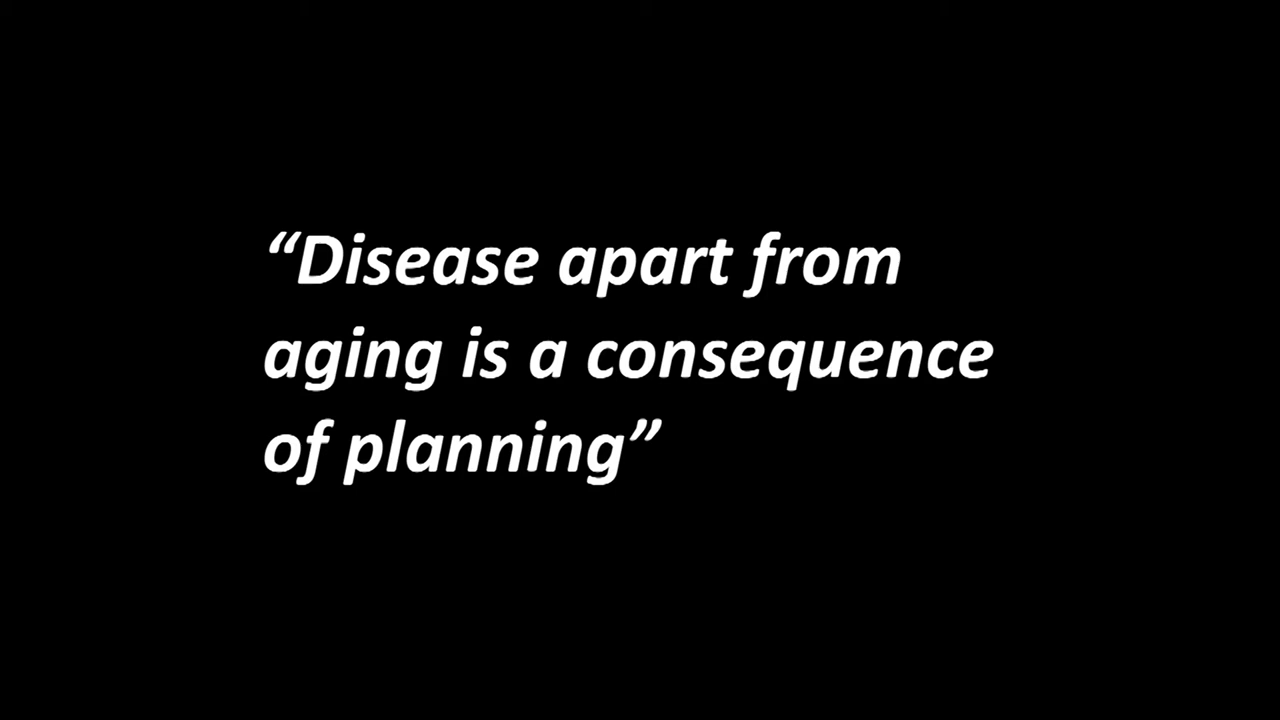 “Disease apart from
aging is a consequence
of planning”